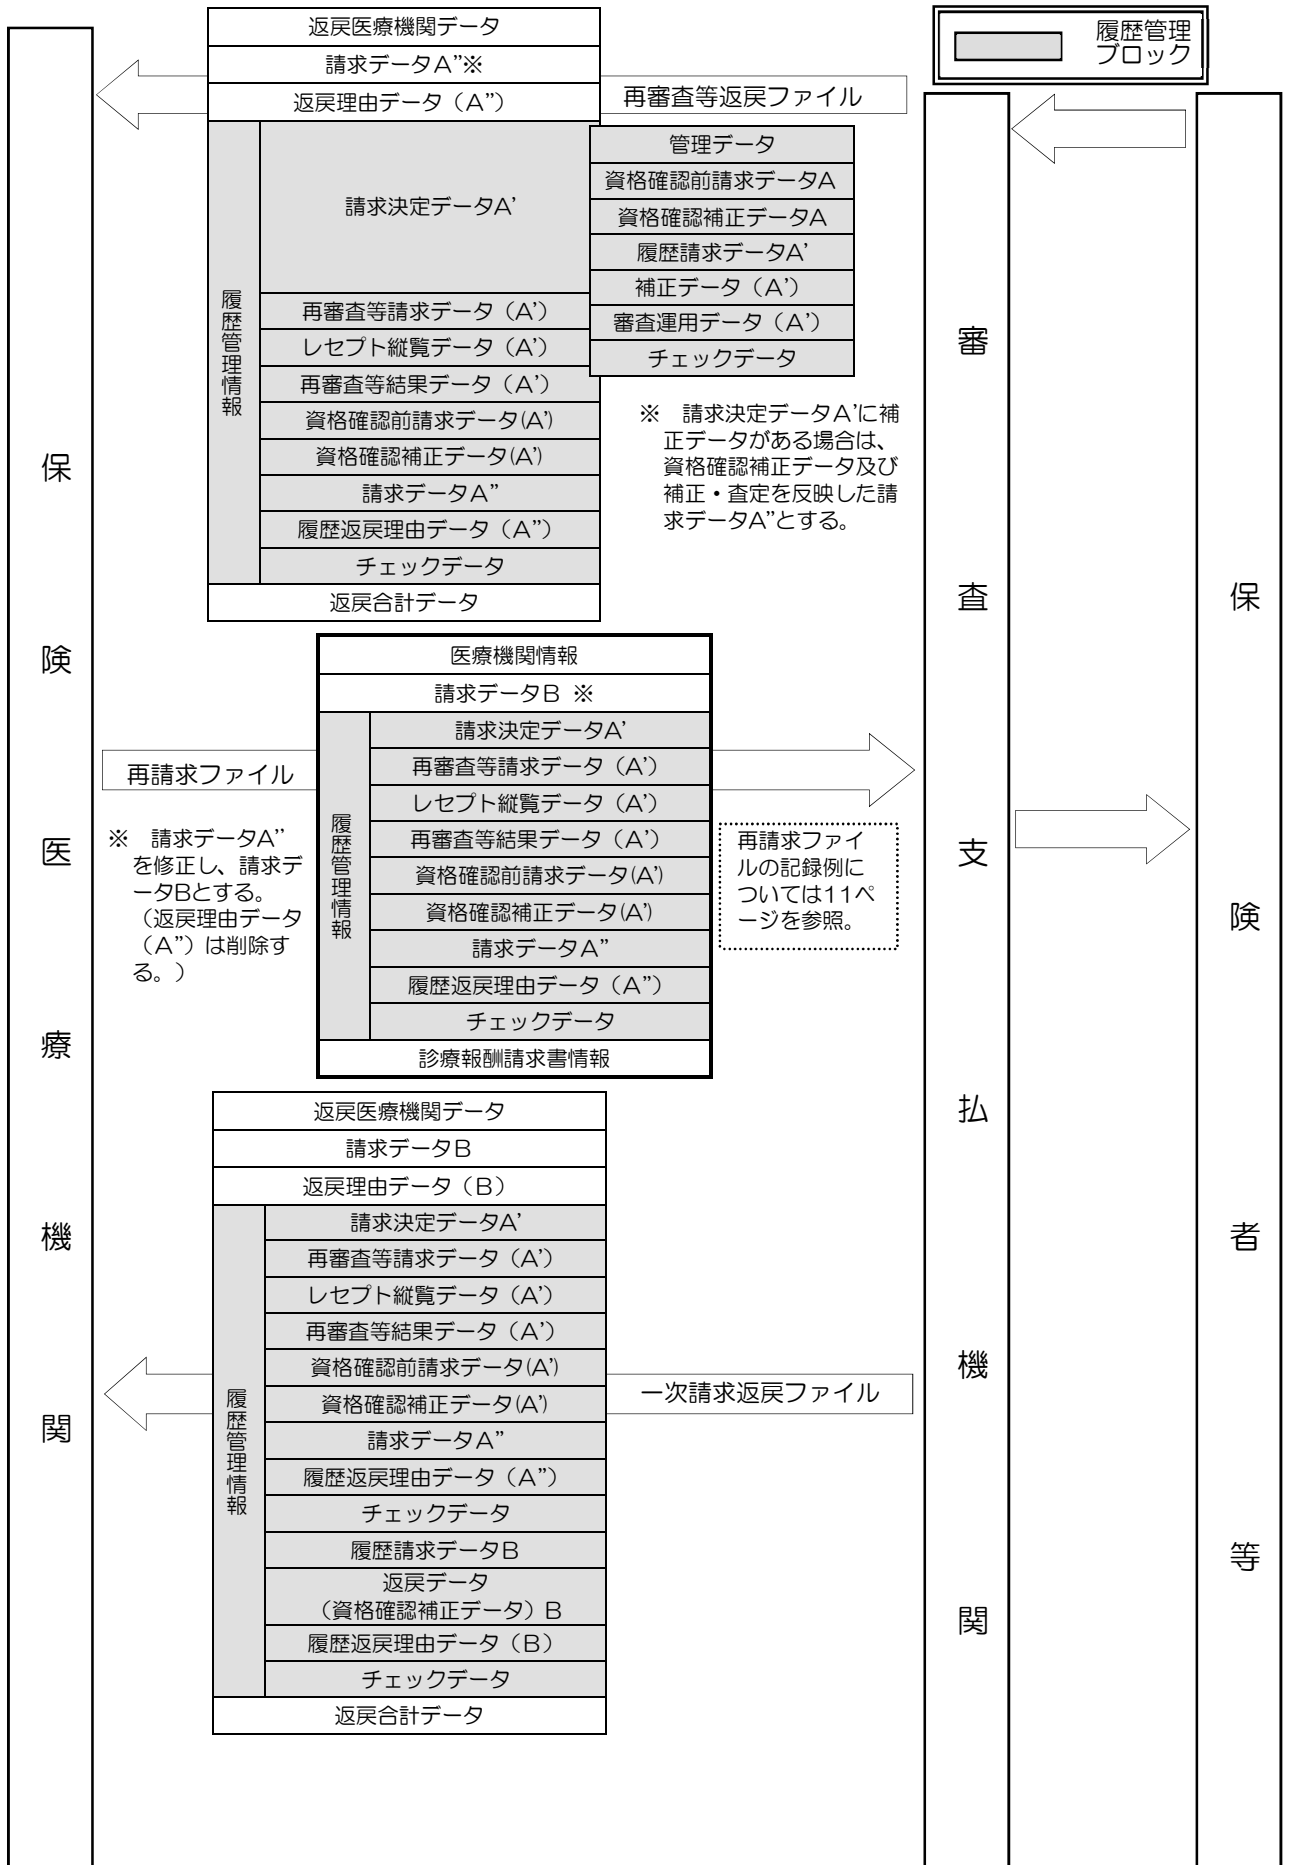 履歴管理
ブロック
保険医療機関
審査支払機関
保険者等
返戻医療機関データ
請求データA”※
返戻理由データ（A”）
再審査等返戻ファイル
履歴管理情報
請求決定データA’
管理データ
資格確認前請求データA
資格確認補正データA
履歴請求データA’
補正データ（A’）
審査運用データ（A’）
チェックデータ
再審査等請求データ（A’）
レセプト縦覧データ（A’）
再審査等結果データ（A’）
資格確認前請求データ(A’)
資格確認補正データ(A’)
請求データA”
履歴返戻理由データ（A”）
チェックデータ
返戻合計データ
※　請求決定データA’に補
正データがある場合は、
資格確認補正データ及び
補正・査定を反映した請
求データA”とする。
医療機関情報
請求データB ※
履歴管理情報
請求決定データA’
再審査等請求データ（A’）
レセプト縦覧データ（A’）
再審査等結果データ（A’）
資格確認前請求データ(A’)
資格確認補正データ(A’)
請求データA”
履歴返戻理由データ（A”）
チェックデータ
診療報酬請求書情報
再請求ファイル
※　請求データA’’
を修正し、請求デ
ータBとする。
（返戻理由データ
（A”）は削除す
る。）
再請求ファイ
ルの記録例に
ついては11ペ
ージを参照。
返戻医療機関データ
請求データB
返戻理由データ（B）
履歴管理情報
請求決定データA’
再審査等請求データ（A’）
レセプト縦覧データ（A’）
再審査等結果データ（A’）
資格確認前請求データ(A’)
資格確認補正データ(A’)
請求データA”
履歴返戻理由データ（A”）
チェックデータ
履歴請求データB
返戻データ
（資格確認補正データ）B
履歴返戻理由データ（B）
チェックデータ
返戻合計データ
一次請求返戻ファイル